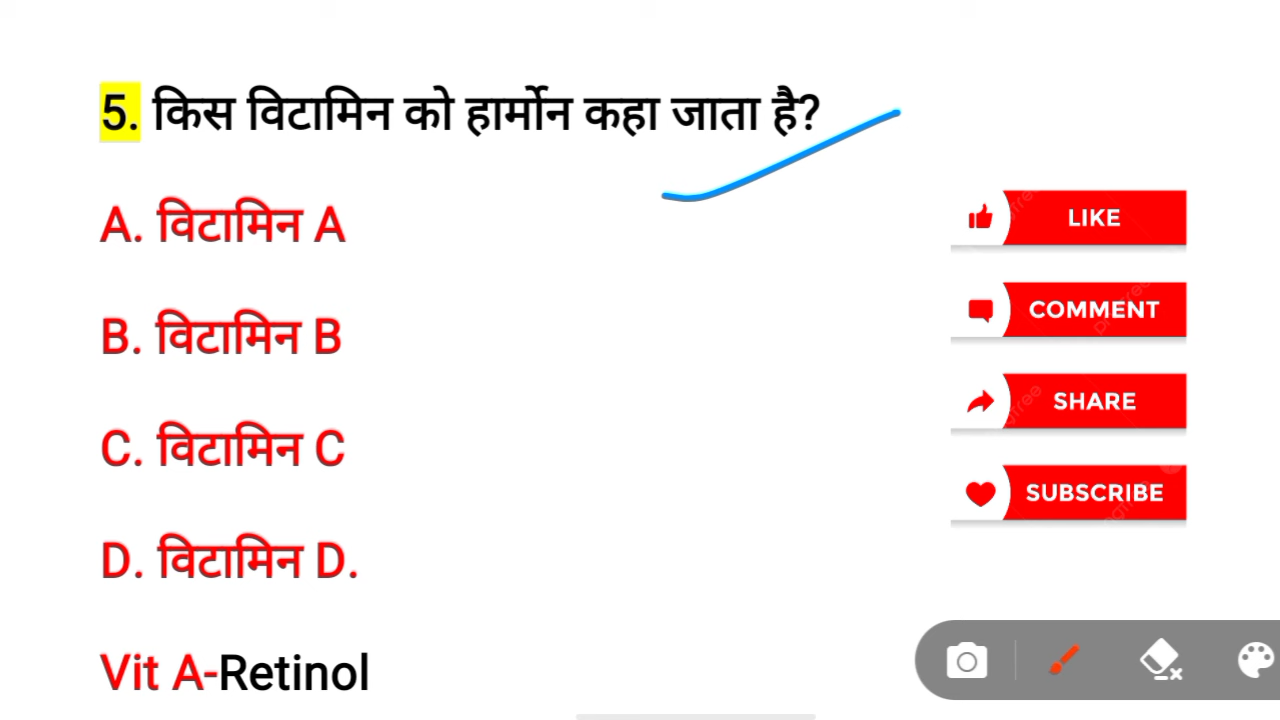 5. किस विटामिन को हार्मोन कहा जाता है?
A. विटामिन A
B. विटामिन B
C. विटामिन C
D. विटामिन D.
Vit A-Retinol
LIKE
COMMENT
SHARE
SUBSCRIBE